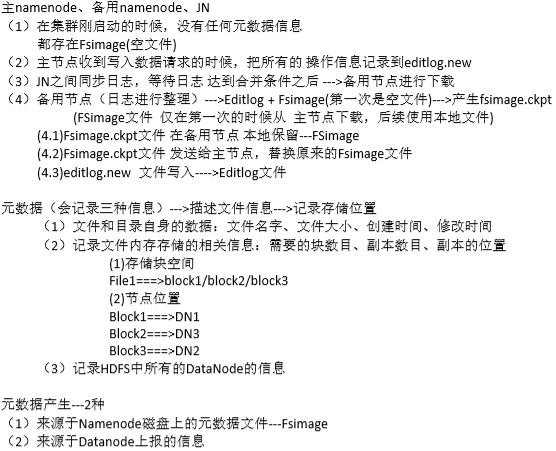 主namenode、备用namenode、JN
（1）在集群刚启动的时候，没有任何元数据信息
都存在Fsimage(空文件)
（2）主节点收到写入数据请求的时候，把所有的 操作信息记录到editlog.new
（3）JN之间同步日志，等待日志 达到合并条件之后 --->备用节点进行下载
（4）备用节点（日志进行整理）--->Editlog + Fsimage(第一次是空文件)--->产生fsimage.ckpt
(FSimage文件 仅在第一次的时候从 主节点下载，后续使用本地文件)
(4.1)Fsimage.ckpt文件 在备用节点 本地保留---FSimage
(4.2)Fsimage.ckpt文件 发送给主节点，替换原来的Fsimage文件
(4.3)editlog.new 文件写入---->Editlog文件
元数据（会记录三种信息）--->描述文件信息--->记录存储位置
（1）文件和目录自身的数据：文件名字、文件大小、创建时间、修改时间
（2）记录文件内存存储的相关信息：需要的块数目、副本数目、副本的位置
(1)存储块空间
File1===>block1/block2/block3
(2)节点位置
Block1===>DN1
Block2===>DN3
Block3===>DN2
（3）记录HDFS中所有的DataNode的信息
元数据产生---2种
（1）来源于Namenode磁盘上的元数据文件---Fsimage
（2）来源于Datanode上报的信息